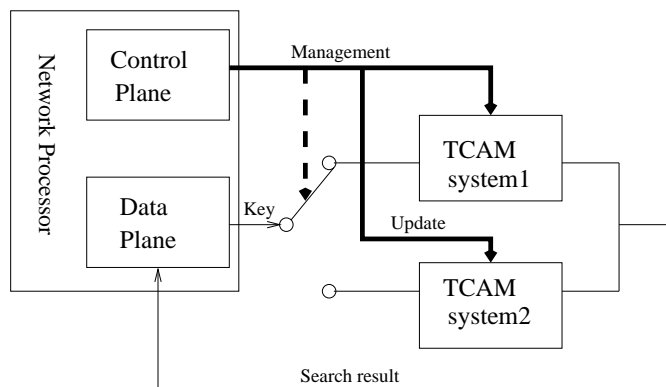 Network Processor
Control
Plane
Management
TCAM
system1
Data
Plane
Key
Update
TCAM
system2
Search result